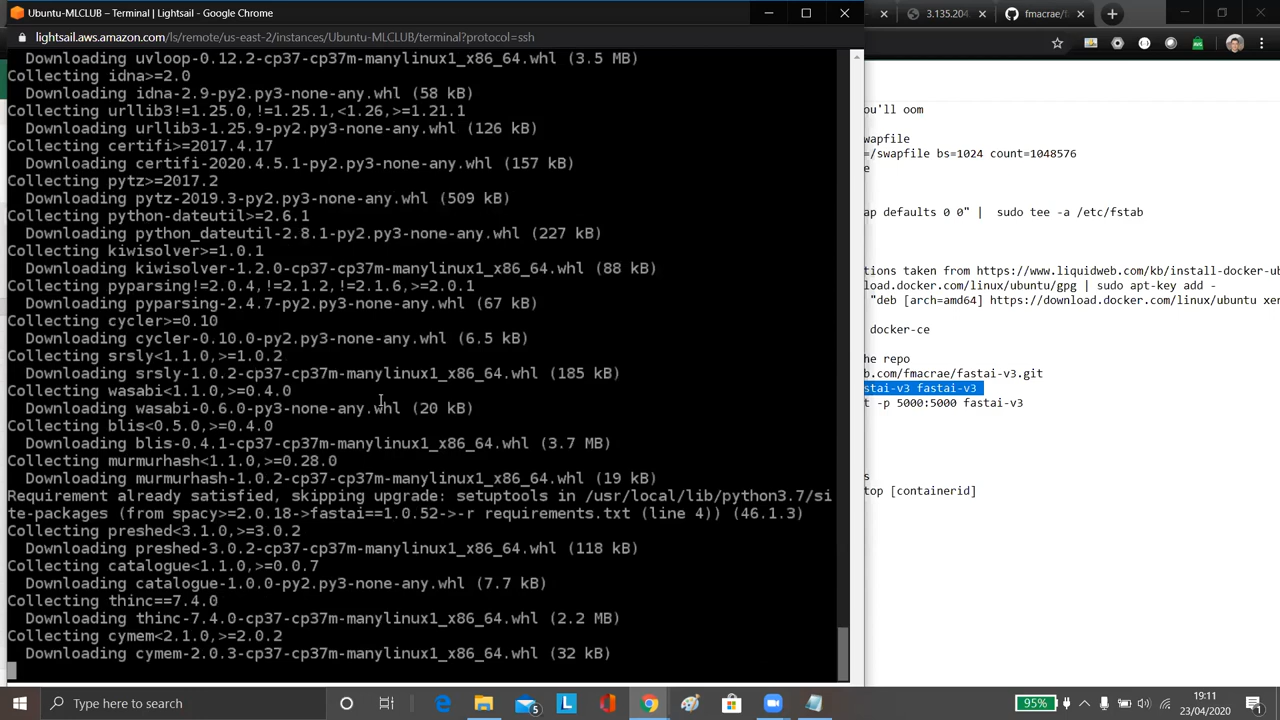 Ubuntu-MLCLUB – Terminal | Lightsail - Google Chrome
lightsail.aws.amazon.com/ls/remote/us-east-2/instances/Ubuntu-MLCLUB/terminal?protocol=ssh
Downloading uvloop-0.12.2-cp37-cp37m-manylinux1_x86_64.whl (3.5 MB)
Collecting idna>=2.0
Downloading idna-2.9-py2.py3-none-any.whl (58 kB)
Collecting urllib3!=1.25.0,!=1.25.1,<1.26,>=1.21.1
Downloading urllib3-1.25.9-py2.py3-none-any.whl (126 kB)
Collecting certifi>=2017.4.17
Downloading certifi-2020.4.5.1-py2.py3-none-any.whl (157 kB)
Collecting pytz>=2017.2
Downloading pytz-2019.3-py2.py3-none-any.whl (509 kB)
Collecting python-dateutil>=2.6.1
Downloading python_dateutil-2.8.1-py2.py3-none-any.whl (227 kB)
Collecting kiwisolver>=1.0.1
Downloading kiwisolver-1.2.0-cp37-cp37m-manylinux1_x86_64.whl (88 kB)
Collecting pyparsing!=2.0.4,!=2.1.2,!=2.1.6,>=2.0.1
Downloading pyparsing-2.4.7-py2.py3-none-any.whl (67 kB)
Collecting cycler>=0.10
Downloading cycler-0.10.0-py2.py3-none-any.whl (6.5 kB)
Collecting srsly<1.1.0,>=1.0.2
Downloading srsly-1.0.2-cp37-cp37m-manylinux1_x86_64.whl (185 kB)
Collecting wasabi<1.1.0,>=0.4.0
Downloading wasabi-0.6.0-py3-none-any.whl (20 kB)
Collecting blis<0.5.0,>=0.4.0
Downloading blis-0.4.1-cp37-cp37m-manylinux1_x86_64.whl (3.7 MB)
Collecting murmurhash<1.1.0,>=0.28.0
Downloading murmurhash-1.0.2-cp37-cp37m-manylinux1_x86_64.whl (19 kB)
Requirement already satisfied, skipping upgrade: setuptools in /usr/local/lib/python3.7/si
te-packages (from spacy>=2.0.18->fastai==1.0.52->-r requirements.txt (line 4)) (46.1.3)
Collecting preshed<3.1.0,>=3.0.2
Downloading preshed-3.0.2-cp37-cp37m-manylinux1_x86_64.whl (118 kB)
Collecting catalogue<1.1.0,>=0.0.7
Downloading catalogue-1.0.0-py2.py3-none-any.whl (7.7 kB)
Collecting thinc==7.4.0
Downloading thinc-7.4.0-cp37-cp37m-manylinux1_x86_64.whl (2.2 MB)
Collecting cymem<2.1.0,>=2.0.2
Downloading cymem-2.0.3-cp37-cp37m-manylinux1_x86_64.whl (32 kB)
3.135.204
fmacrae/f
ou'll oom
wapfile
=/swapfile bs=1024 count=1048576
e
ap defaults 0 0" | sudo tee -a /etc/fstab
tions taken from https://www.liquidweb.com/kb/install-docker-ub
load.docker.com/linux/ubuntu/gpg | sudo apt-key add -
"deb [arch=amd64] https://download.docker.com/linux/ubuntu xen
docker-ce
he repo
b.com/fmacrae/fastai-v3.git
stai-v3 fastai-v3
t -p 5000:5000 fastai-v3
s
top [containerid]
Type here to search
5
95%
19:11
23/04/2020
1